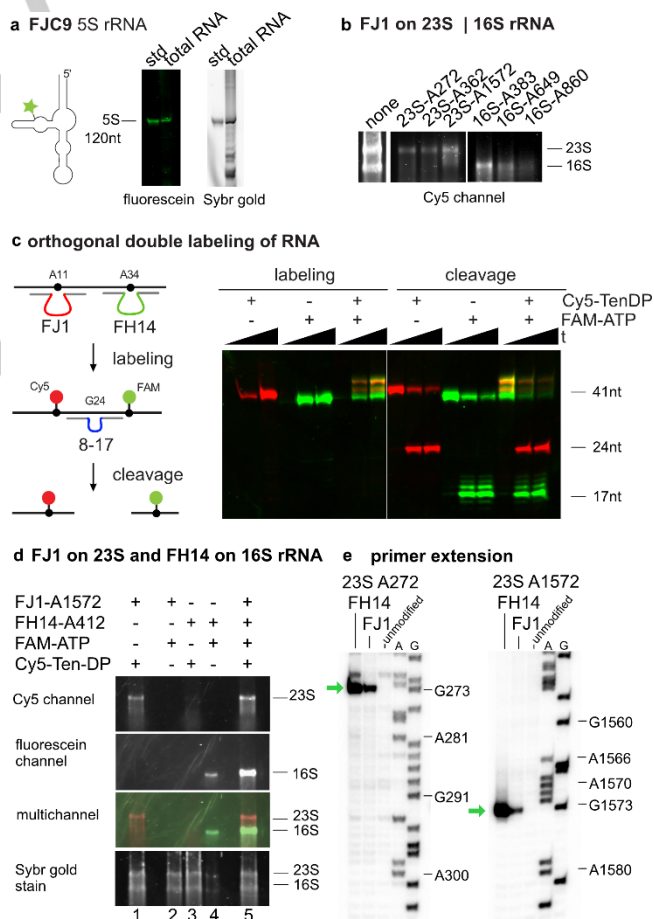 a FJC9 5S rRNA
std
total RNA
std
total RNA
5'
5S
120nt
fluorescein
Sybr gold
b FJ1 on 23S | 16S rRNA
none
23S-A272
23S-A362
23S-A1572
16S-A383
16S-A649
16S-A860
23S
16S
Cy5 channel
c orthogonal double labeling of RNA
A11
A34
FJ1
FH14
labeling
Cy5
FAM
G24
8-17
cleavage
labeling
cleavage
+ - + + - + Cy5-TenDP
- + + - + + FAM-ATP
t
41nt
24nt
17nt
d FJ1 on 23S and FH14 on 16S rRNA
FJ1-A1572 + + - - +
FH14-A412 - - + + +
FAM-ATP - + - + +
Cy5-Ten-DP + - + - +
Cy5 channel
23S
fluorescein
channel
16S
multichannel
23S
16S
Sybr gold
stain
23S
16S
1 2 3 4 5
e primer extension
23S A272
FH14
FJ1
unmodified
A G
G273
A281
G291
A300
23S A1572
FH14
FJ1
unmodified
A G
G1560
A1566
A1570
G1573
A1580